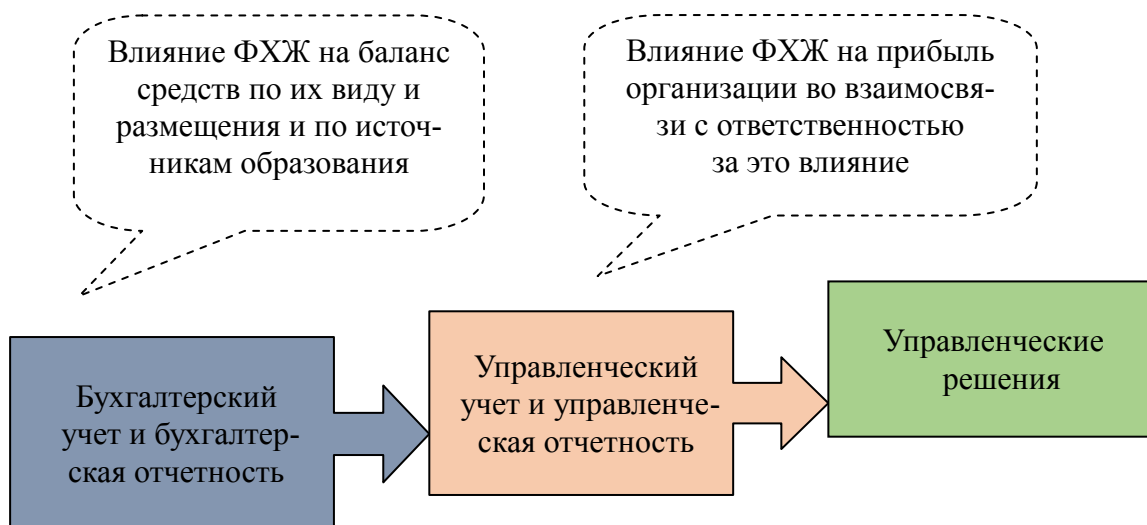 Влияние ФХЖ на баланс
средств по их виду и
размещения и по источ-
никам образования
Влияние ФХЖ на прибыль
организации во взаимосвя-
зи с ответственностью
за это влияние
Бухгалтерский
учет и бухгалтер-
ская отчетность
Управленческий
учет и управленче-
ская отчетность
Управленческие
решения